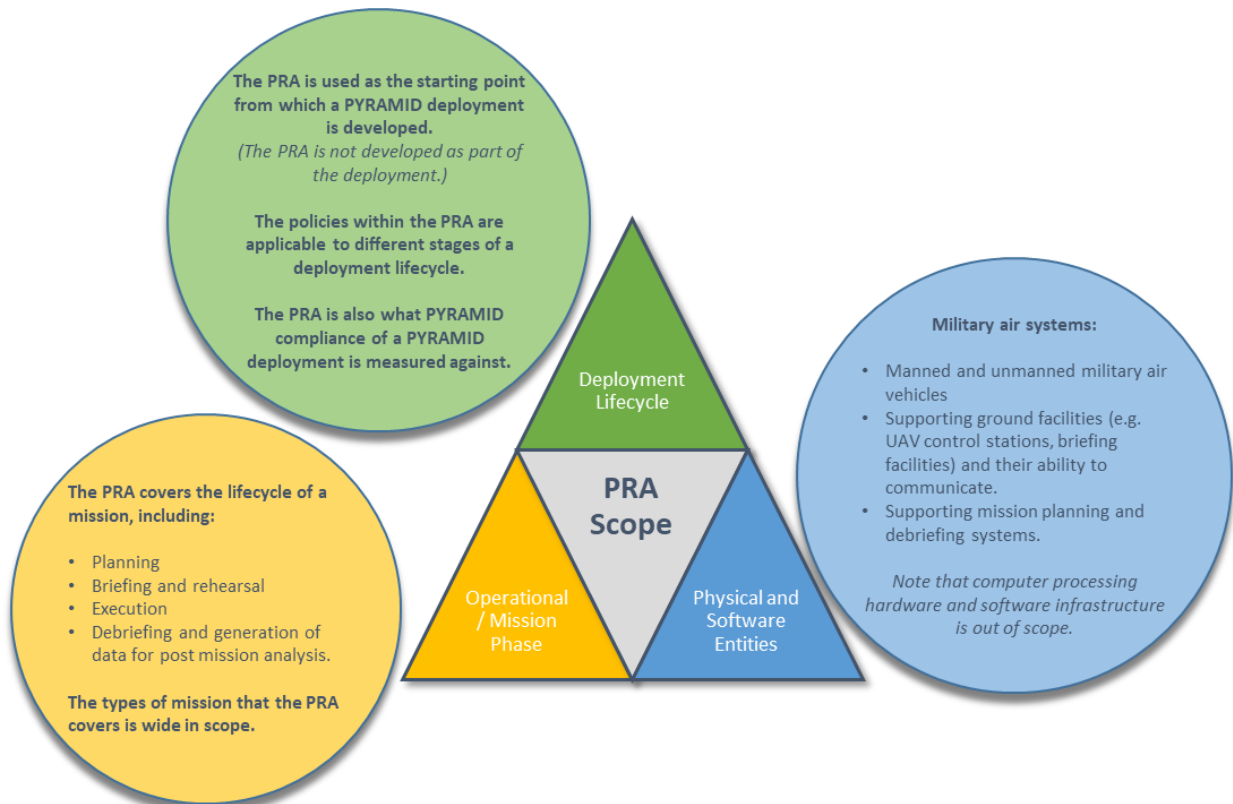 The PRA is used as the starting point
from which a PYRAMID deployment
is developed.
(The PRA is not developed as part of
the deployment.)
The policies within the PRA are
applicable to different stages of a
deployment lifecycle.
The PRA is also what PYRAMID
compliance of a PYRAMID
deployment is measured against.
Deployment
Lifecycle
Military air systems:
• Manned and unmanned military air
vehicles
• Supporting ground facilities (e.g.
UAV control stations, briefing
facilities) and their ability to
communicate.
• Supporting mission planning and
debriefing systems.
Note that computer processing
hardware and software infrastructure
is out of scope.
PRA
Scope
The PRA covers the lifecycle of a
mission, including:
• Planning
• Briefing and rehearsal
• Execution
• Debriefing and generation of
data for post mission analysis.
The types of mission that the PRA
covers is wide in scope.
Operational
/ Mission
Phase
Physical and
Software
Entities